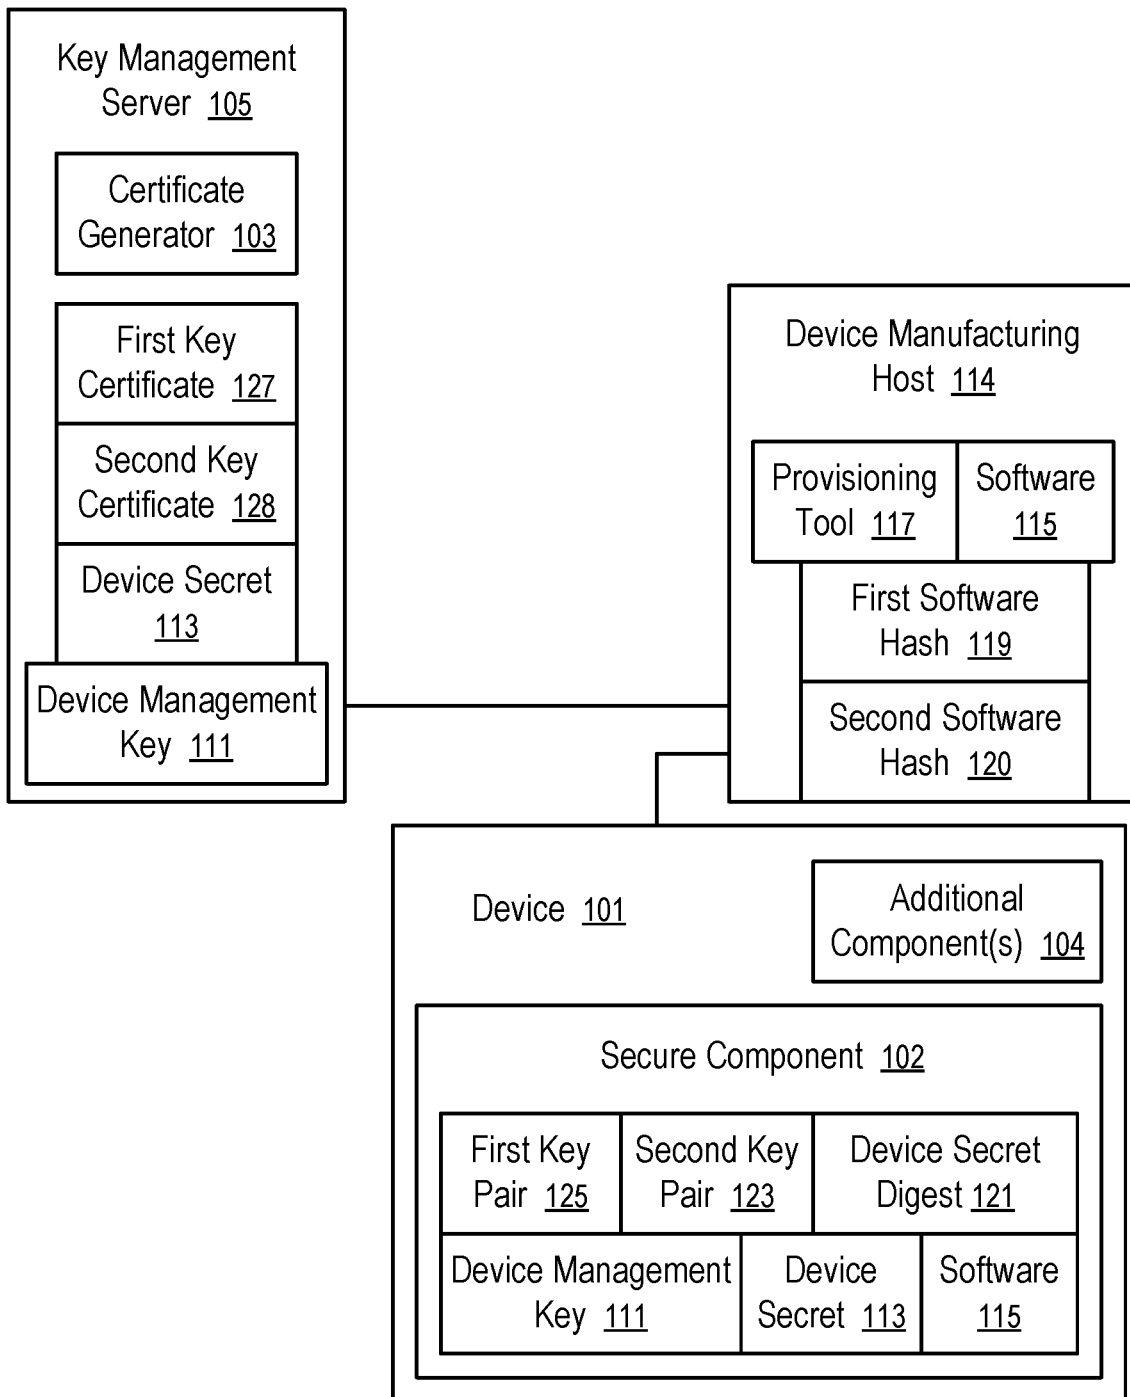 Key Management
Server 105
Certificate
Generator 103
First Key
Certificate 127
Second Key
Certificate 128
Device Secret
113
Device Management
Key 111
Device Manufacturing
Host 114
Provisioning
Tool 117
Software
115
First Software
Hash 119
Second Software
Hash 120
Device 101
Additional
Component(s) 104
Secure Component 102
First Key
Pair 125
Second Key
Pair 123
Device Secret
Digest 121
Device Management
Key 111
Device
Secret 113
Software
115